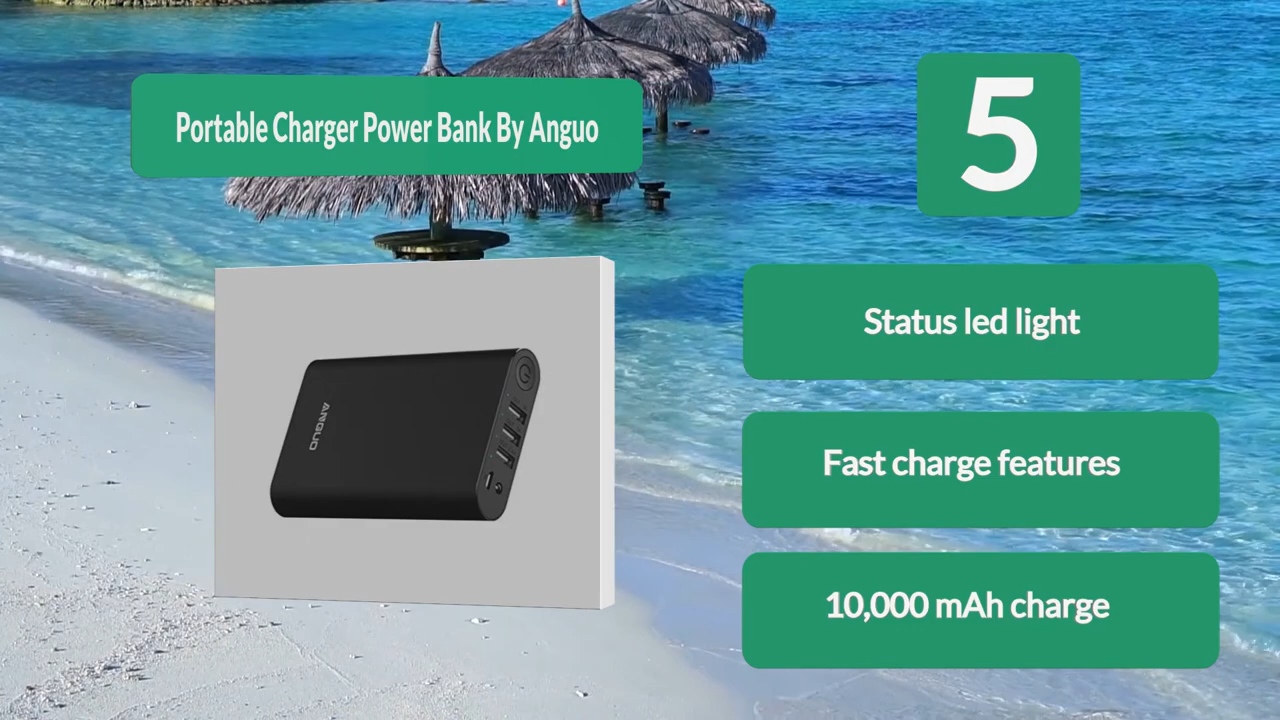 Portable Charger Power Bank By Anguo
5
ANGUO
Status led light
Fast charge features
10,000 mAh charge